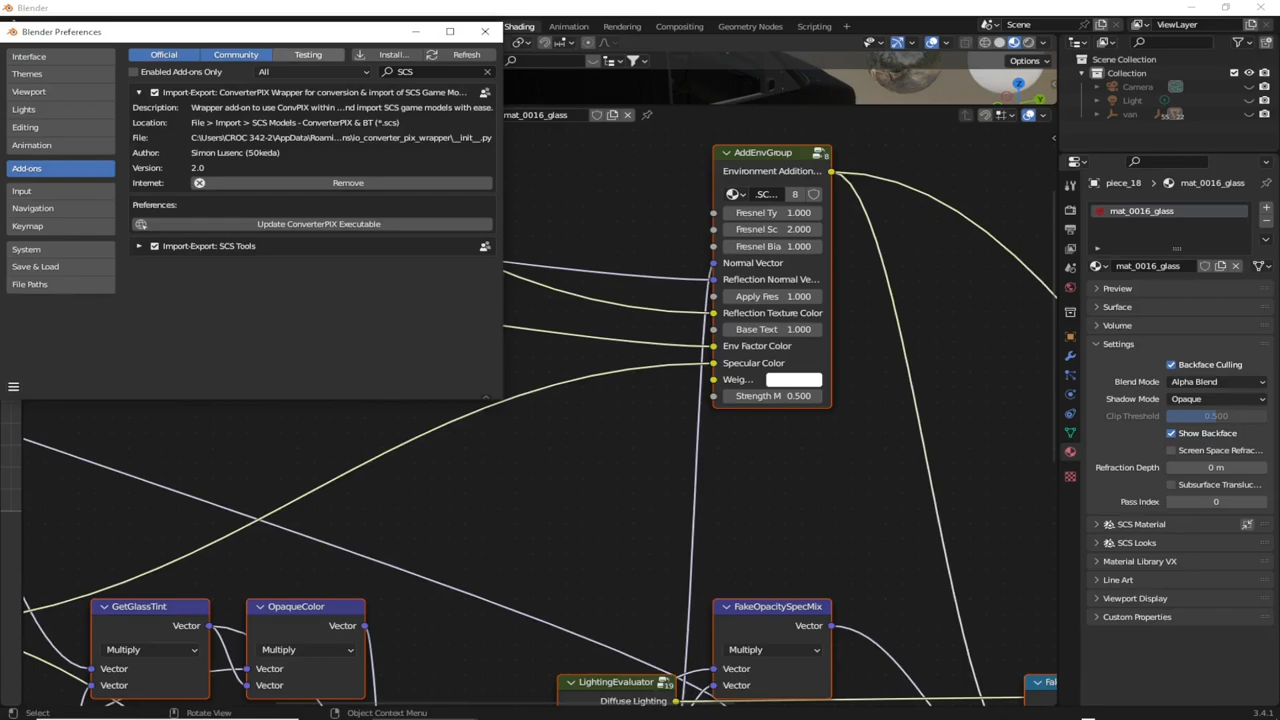 Blender
Blender Preferences
Interface
Themes
Viewport
Lights
Editing
Animation
Add-ons
Input
Navigation
Keymap
System
Save & Load
File Paths
Official
Community
Testing
Install...
Refresh
Enabled Add-ons Only
All
SCS
Import-Export: ConverterPIX Wrapper for conversion & import of SCS Game Mo...
Description: Wrapper add-on to use ConvPIX within ...nd import SCS game models with ease.
Location: File > Import > SCS Models - ConverterPIX & BT (*.scs)
File: C:\Users\CROC 342-2\AppData\Roami...ns\io_converter_pix_wrapper\__init__.py
Author: Simon Lusenc (50keda)
Version: 2.0
Internet: Remove
Preferences:
Update ConverterPIX Executable
Import-Export: SCS Tools
Shading
Animation
Rendering
Compositing
Geometry Nodes
Scripting
Scene
ViewLayer
Options
X
Y
Z
mat_0016_glass
AddEnvGroup
8
Environment Addition...
.SC...
8
Fresnel Ty 1.000
Fresnel Sc 2.000
Fresnel Bia 1.000
Normal Vector
Reflection Normal Ve...
Apply Fres 1.000
Reflection Texture Color
Base Text 1.000
Env Factor Color
Specular Color
Weig...
Strength M 0.500
GetGlassTint
Vector
Multiply
Vector
Vector
OpaqueColor
Vector
Multiply
Vector
Vector
LightingEvaluator
19
Diffuse Lighting
FakeOpacitySpecMix
Vector
Multiply
Vector
Vector
Fal
Scene Collection
Collection
Camera
Light
van
piece_18
mat_0016_glass
mat_0016_glass
mat_0016_glass
Preview
Surface
Volume
Settings
Backface Culling
Blend Mode Alpha Blend
Shadow Mode Opaque
Clip Threshold 0.500
Show Backface
Screen Space Refrac...
Refraction Depth 0 m
Subsurface Transluc...
Pass Index 0
SCS Material
SCS Looks
Material Library VX
Line Art
Viewport Display
Custom Properties
Select
Rotate View
Object Context Menu
3.4.1